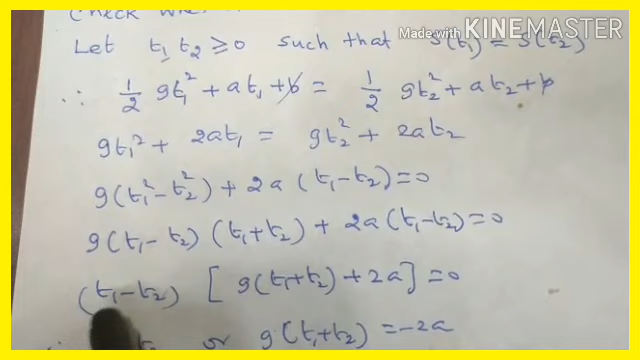 Made with KINEMASTER
check
Let t₁, t₂ ≥ 0 such that S(t₁) = S(t₂)
∴ 1/2 gt₁² + at₁ + b = 1/2 gt₂² + at₂ + b
gt₁² + 2at₁ = gt₂² + 2at₂
g(t₁² - t₂²) + 2a (t₁ - t₂) = 0
g(t₁ - t₂) (t₁ + t₂) + 2a (t₁ - t₂) = 0
(t₁ - t₂) [ g(t₁ + t₂) + 2a ] = 0
or g(t₁ + t₂) = -2a